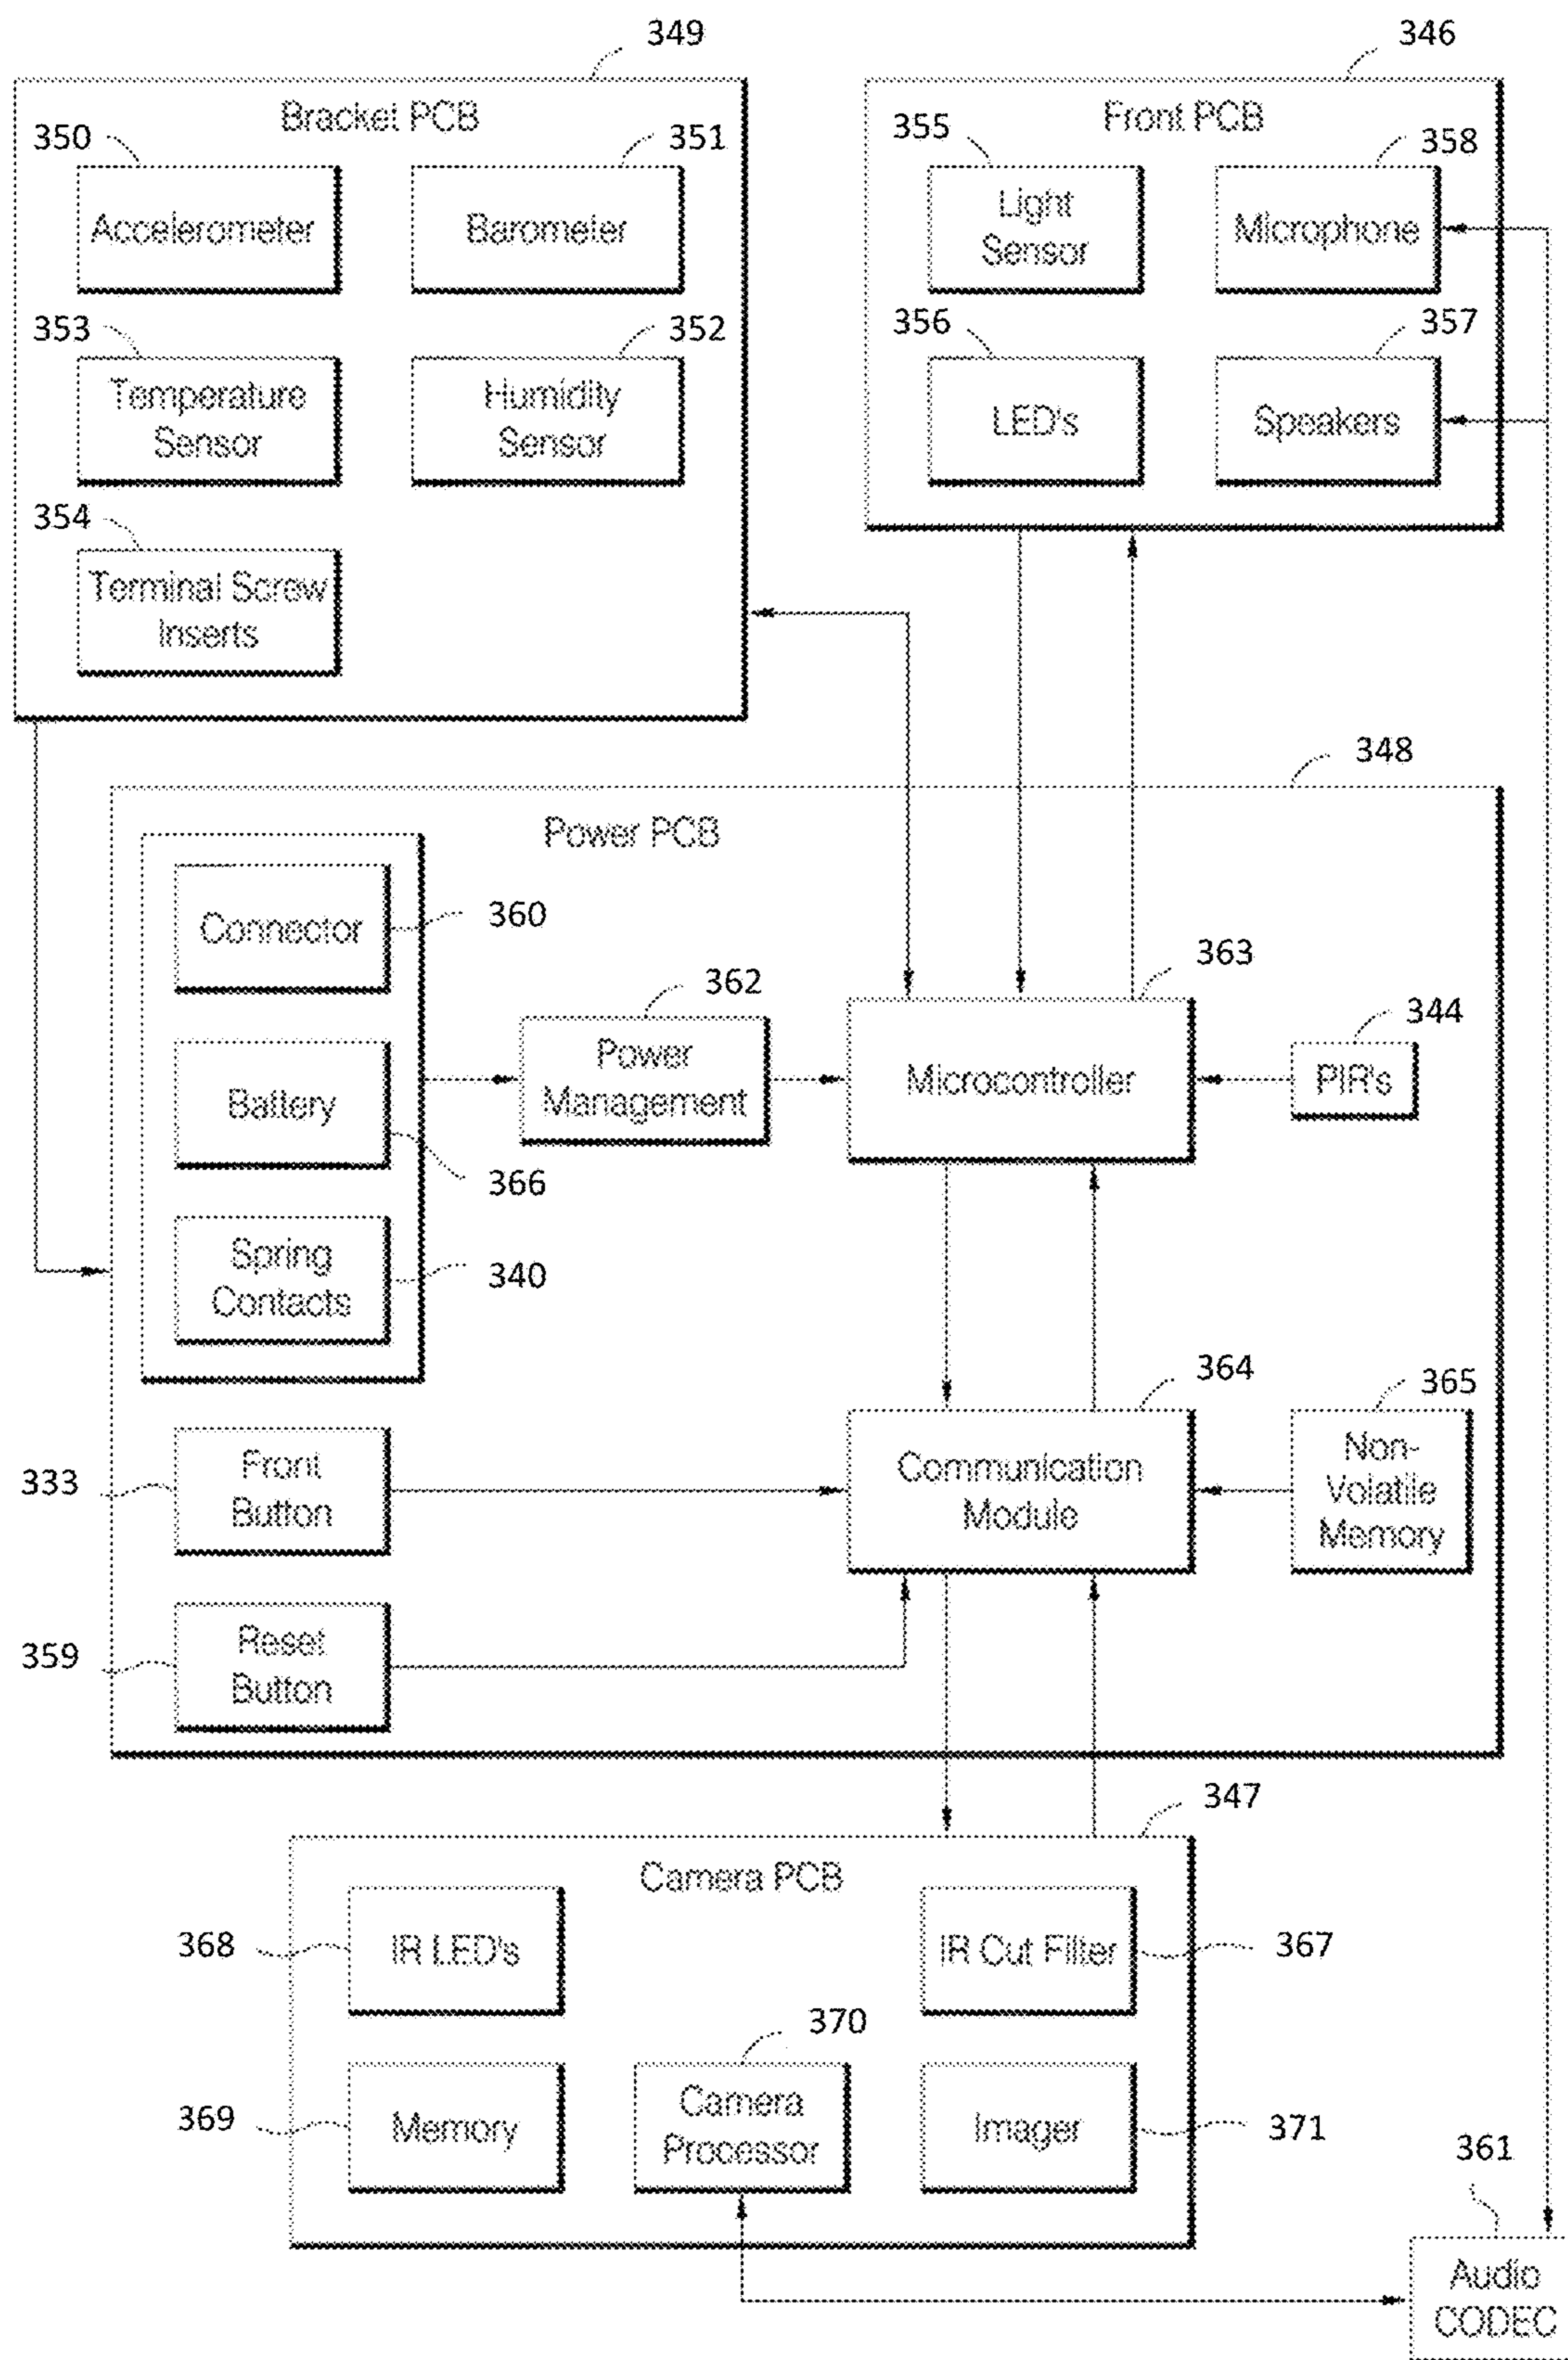 349
346
Bracket PCB
Front PCB
350
351
355
358
Accelerometer
Barometer
Light
Sensor
Microphone
353
352
356
357
Temperature
Sensor
Humidity
Sensor
LED's
Speakers
354
Terminal Screw
Inserts
348
Power PCB
Connector
360
362
363
344
Power
Management
Microcontroller
PIR's
Battery
366
Spring
Contacts
340
364
365
333
Front
Button
Communication
Module
Non-
Volatile
Memory
359
Reset
Button
347
Camera PCB
368
IR LED's
IR Cut Filter
367
370
369
Memory
Camera
Processor
Imager
371
361
Audio
CODEC